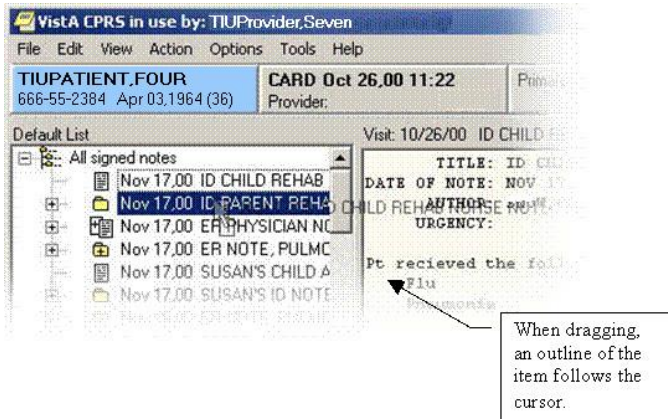 VistA CPRS in use by: TIUProvider,Seven
File Edit View Action Options Tools Help
TIUPATIENT,FOUR
666-55-2384 Apr 03,1964 (36)
CARD Oct 26,00 11:22
Provider:
Default List
All signed notes
Nov 17,00 ID CHILD REHAB
Nov 17,00 ID PARENT REHA
Nov 17,00 ER PHYSICIAN NO
Nov 17,00 ER NOTE, PULMO
Nov 17,00 SUSAN'S CHILD A
Nov 17,00 SUSAN'S ID NOTE
Visit: 10/26/00 ID CHILD
TITLE: ID
DATE OF NOTE: NOV
AUTHOR:
URGENCY:
CHILD REHAB NURSE NOTE
Pt recieved the
Flu
Pneumonia
When dragging,
an outline of the
item follows the
cursor.